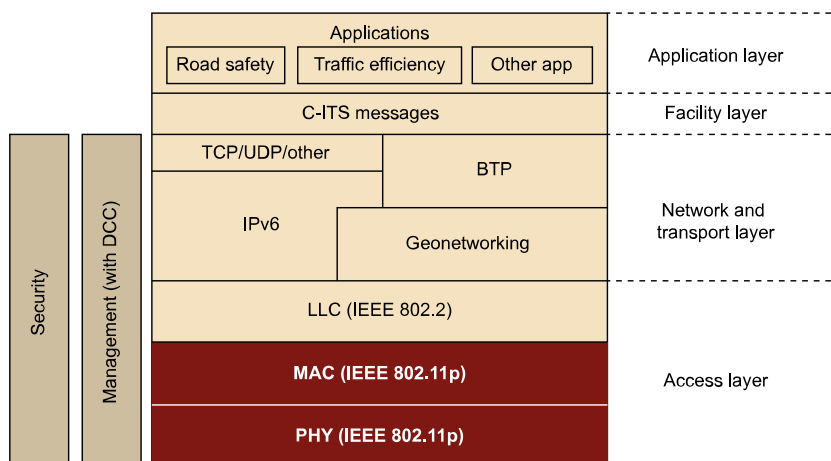 Applications
Road safety
Traffic efficiency
Other app
Application layer
C-ITS messages
Facility layer
TCP/UDP/other
BTP
IPv6
Geonetworking
Network and
transport layer
LLC (IEEE 802.2)
MAC (IEEE 802.11p)
PHY (IEEE 802.11p)
Access layer
Security
Management (with DCC)